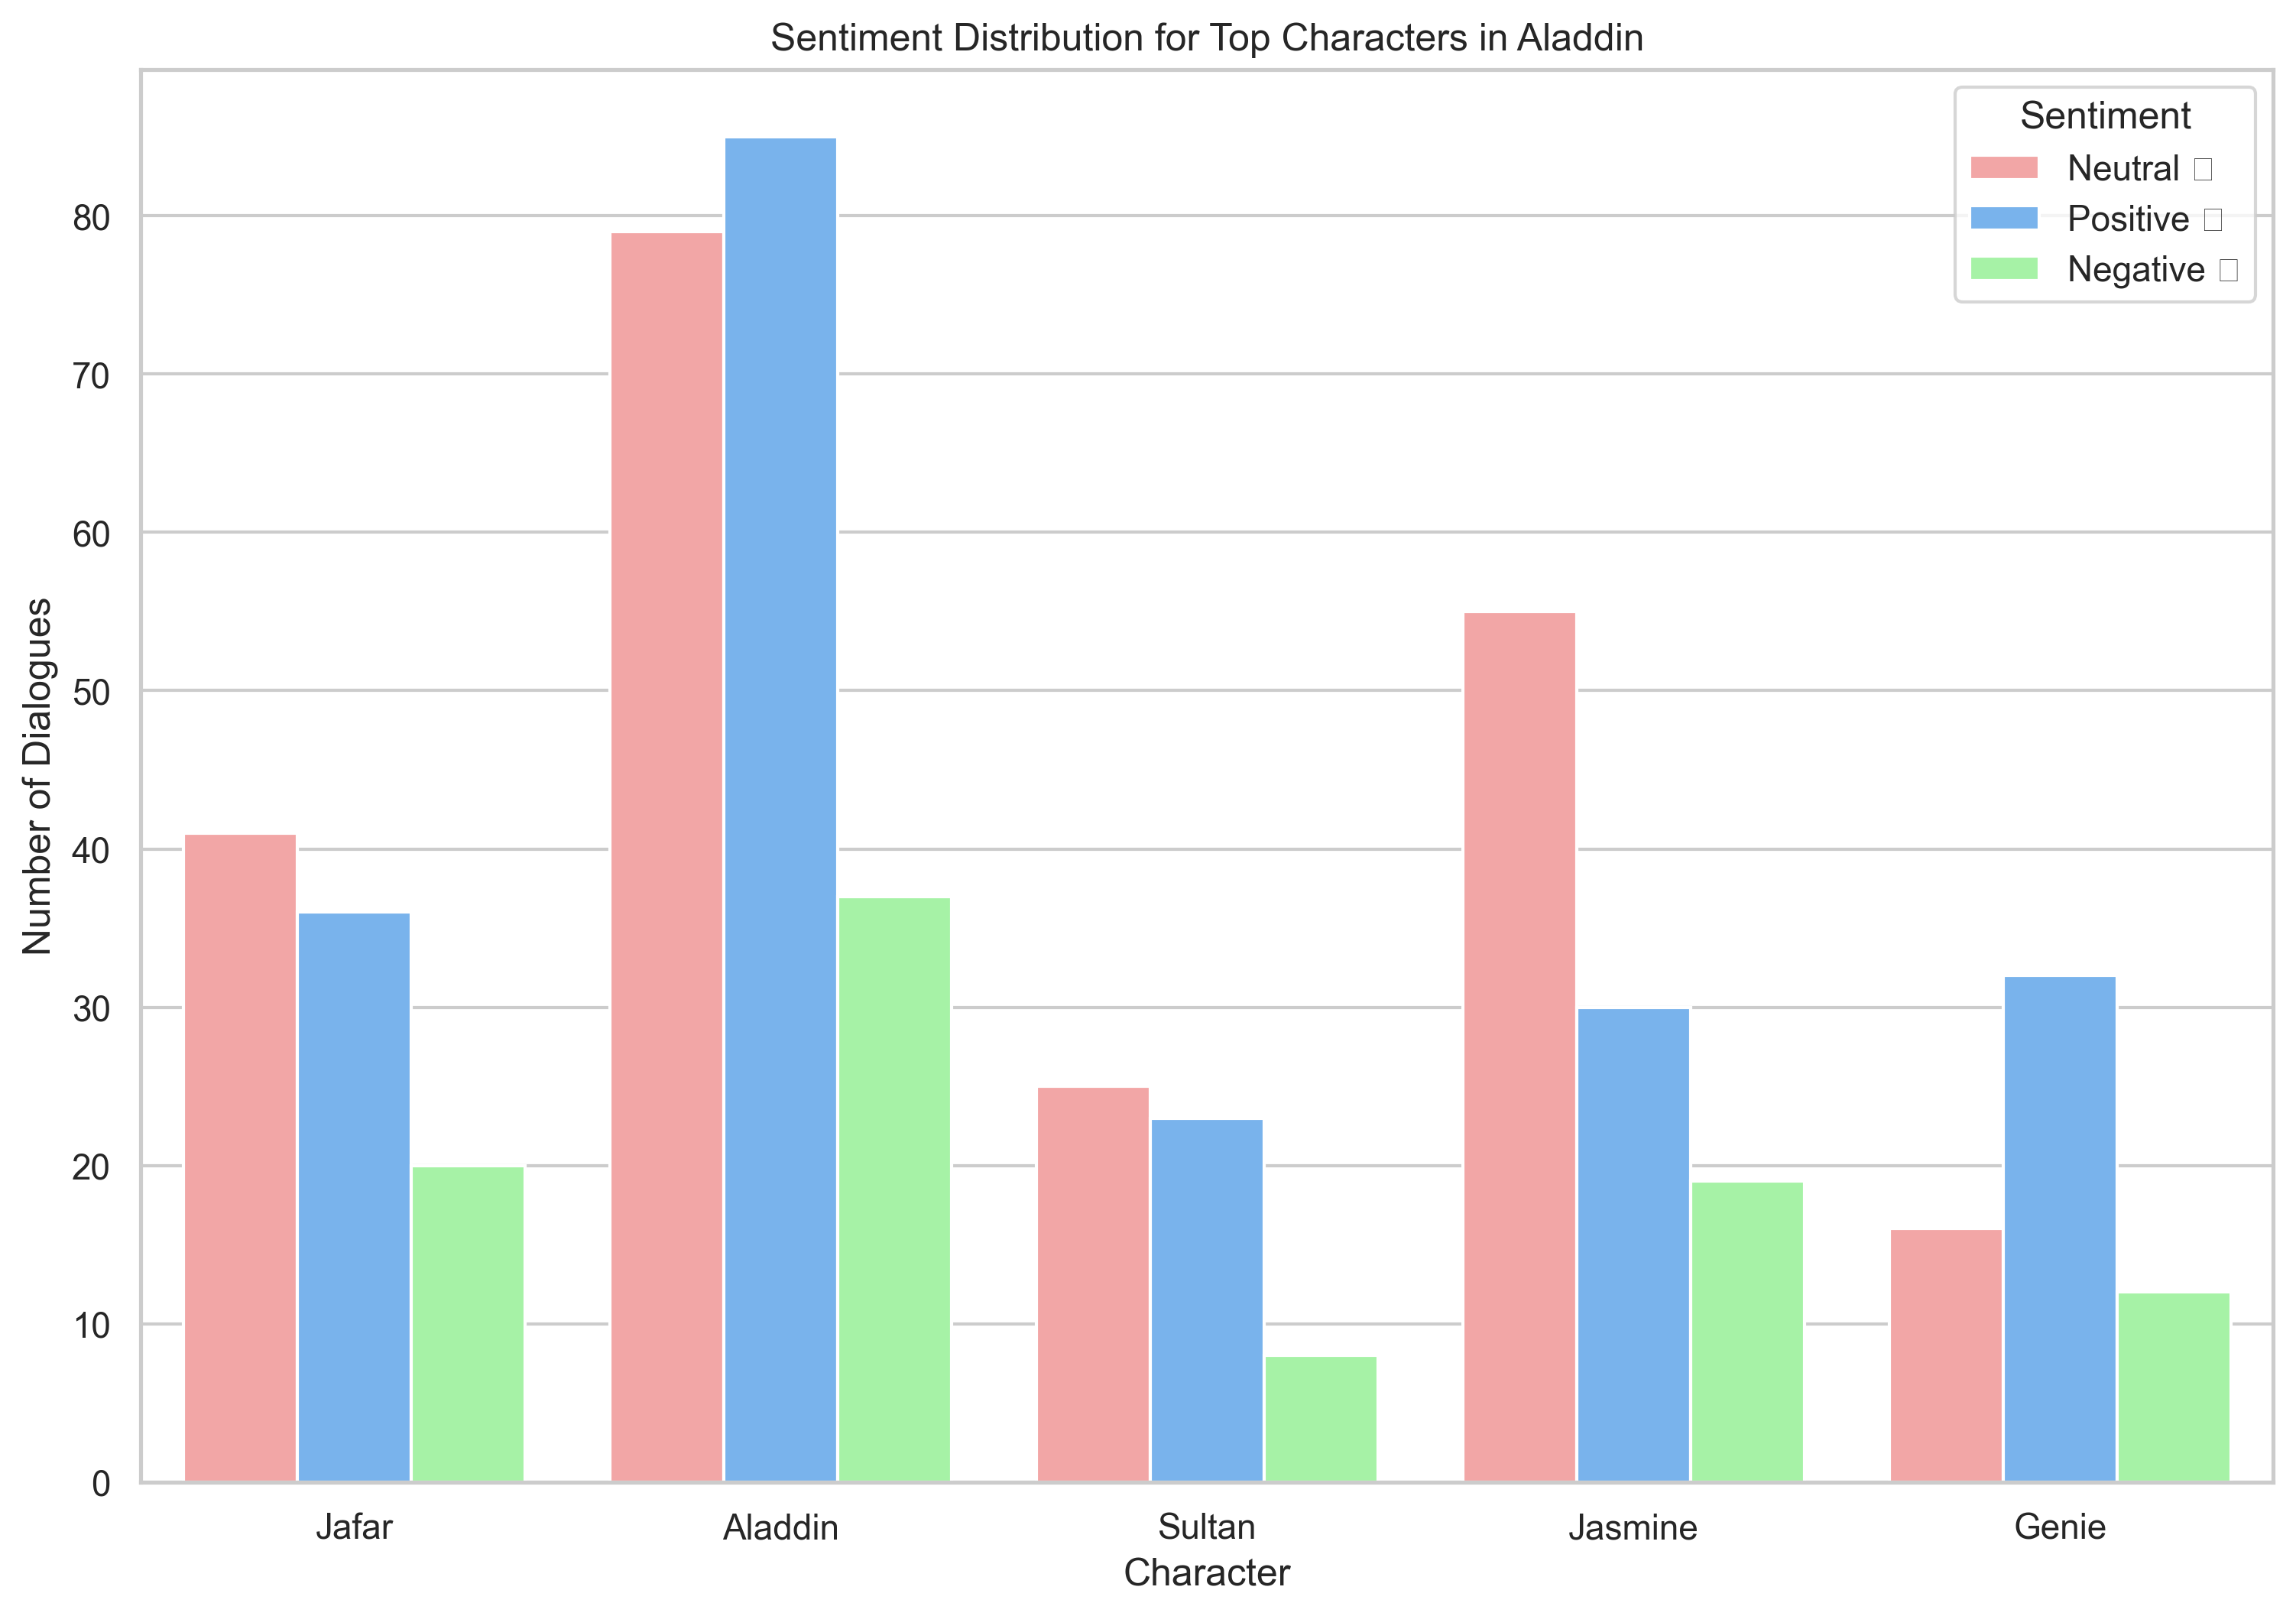 Sentiment Distribution for Top Characters in Aladdin
Sentiment
Neutral
Positive
Negative
80
70
60
50
40
30
20
10
0
Number of Dialogues
Jafar Aladdin Sultan Jasmine Genie
Character